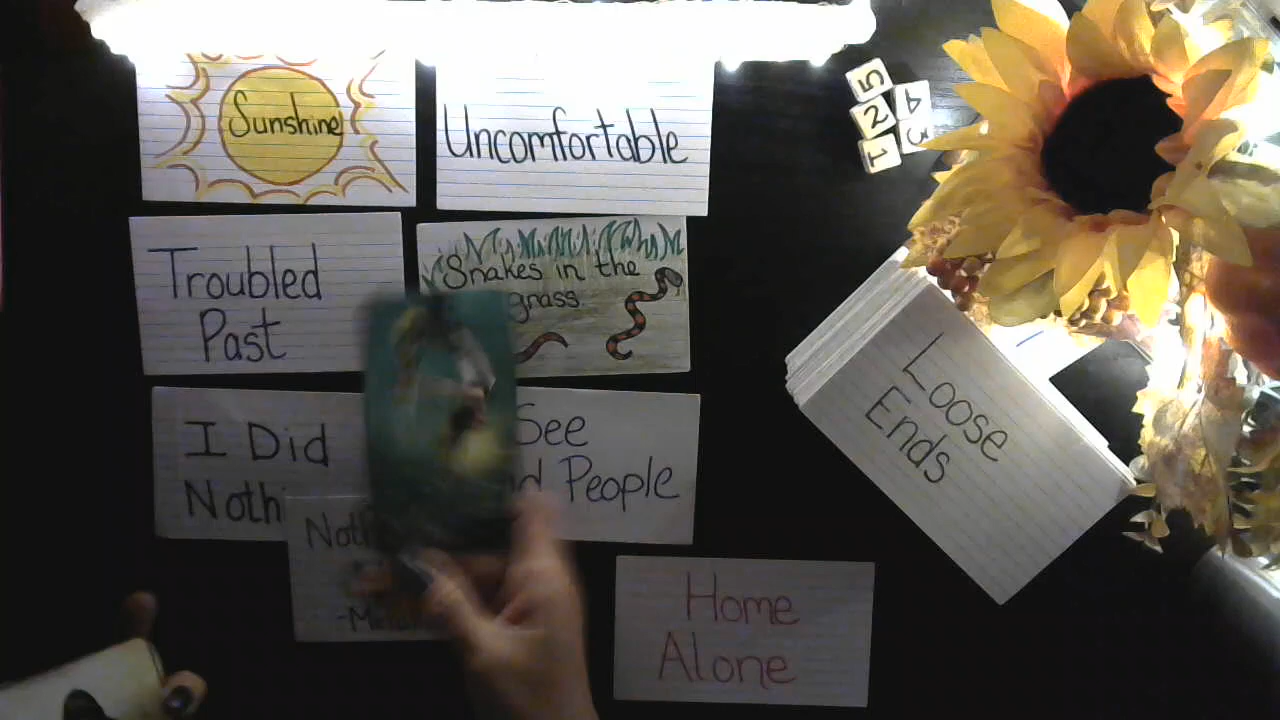 Sunshine
Uncomfortable
5
2
4
1
3
Troubled
Past
Snakes in the
grass
I Did
See
People
Loose
Ends
Home
Alone